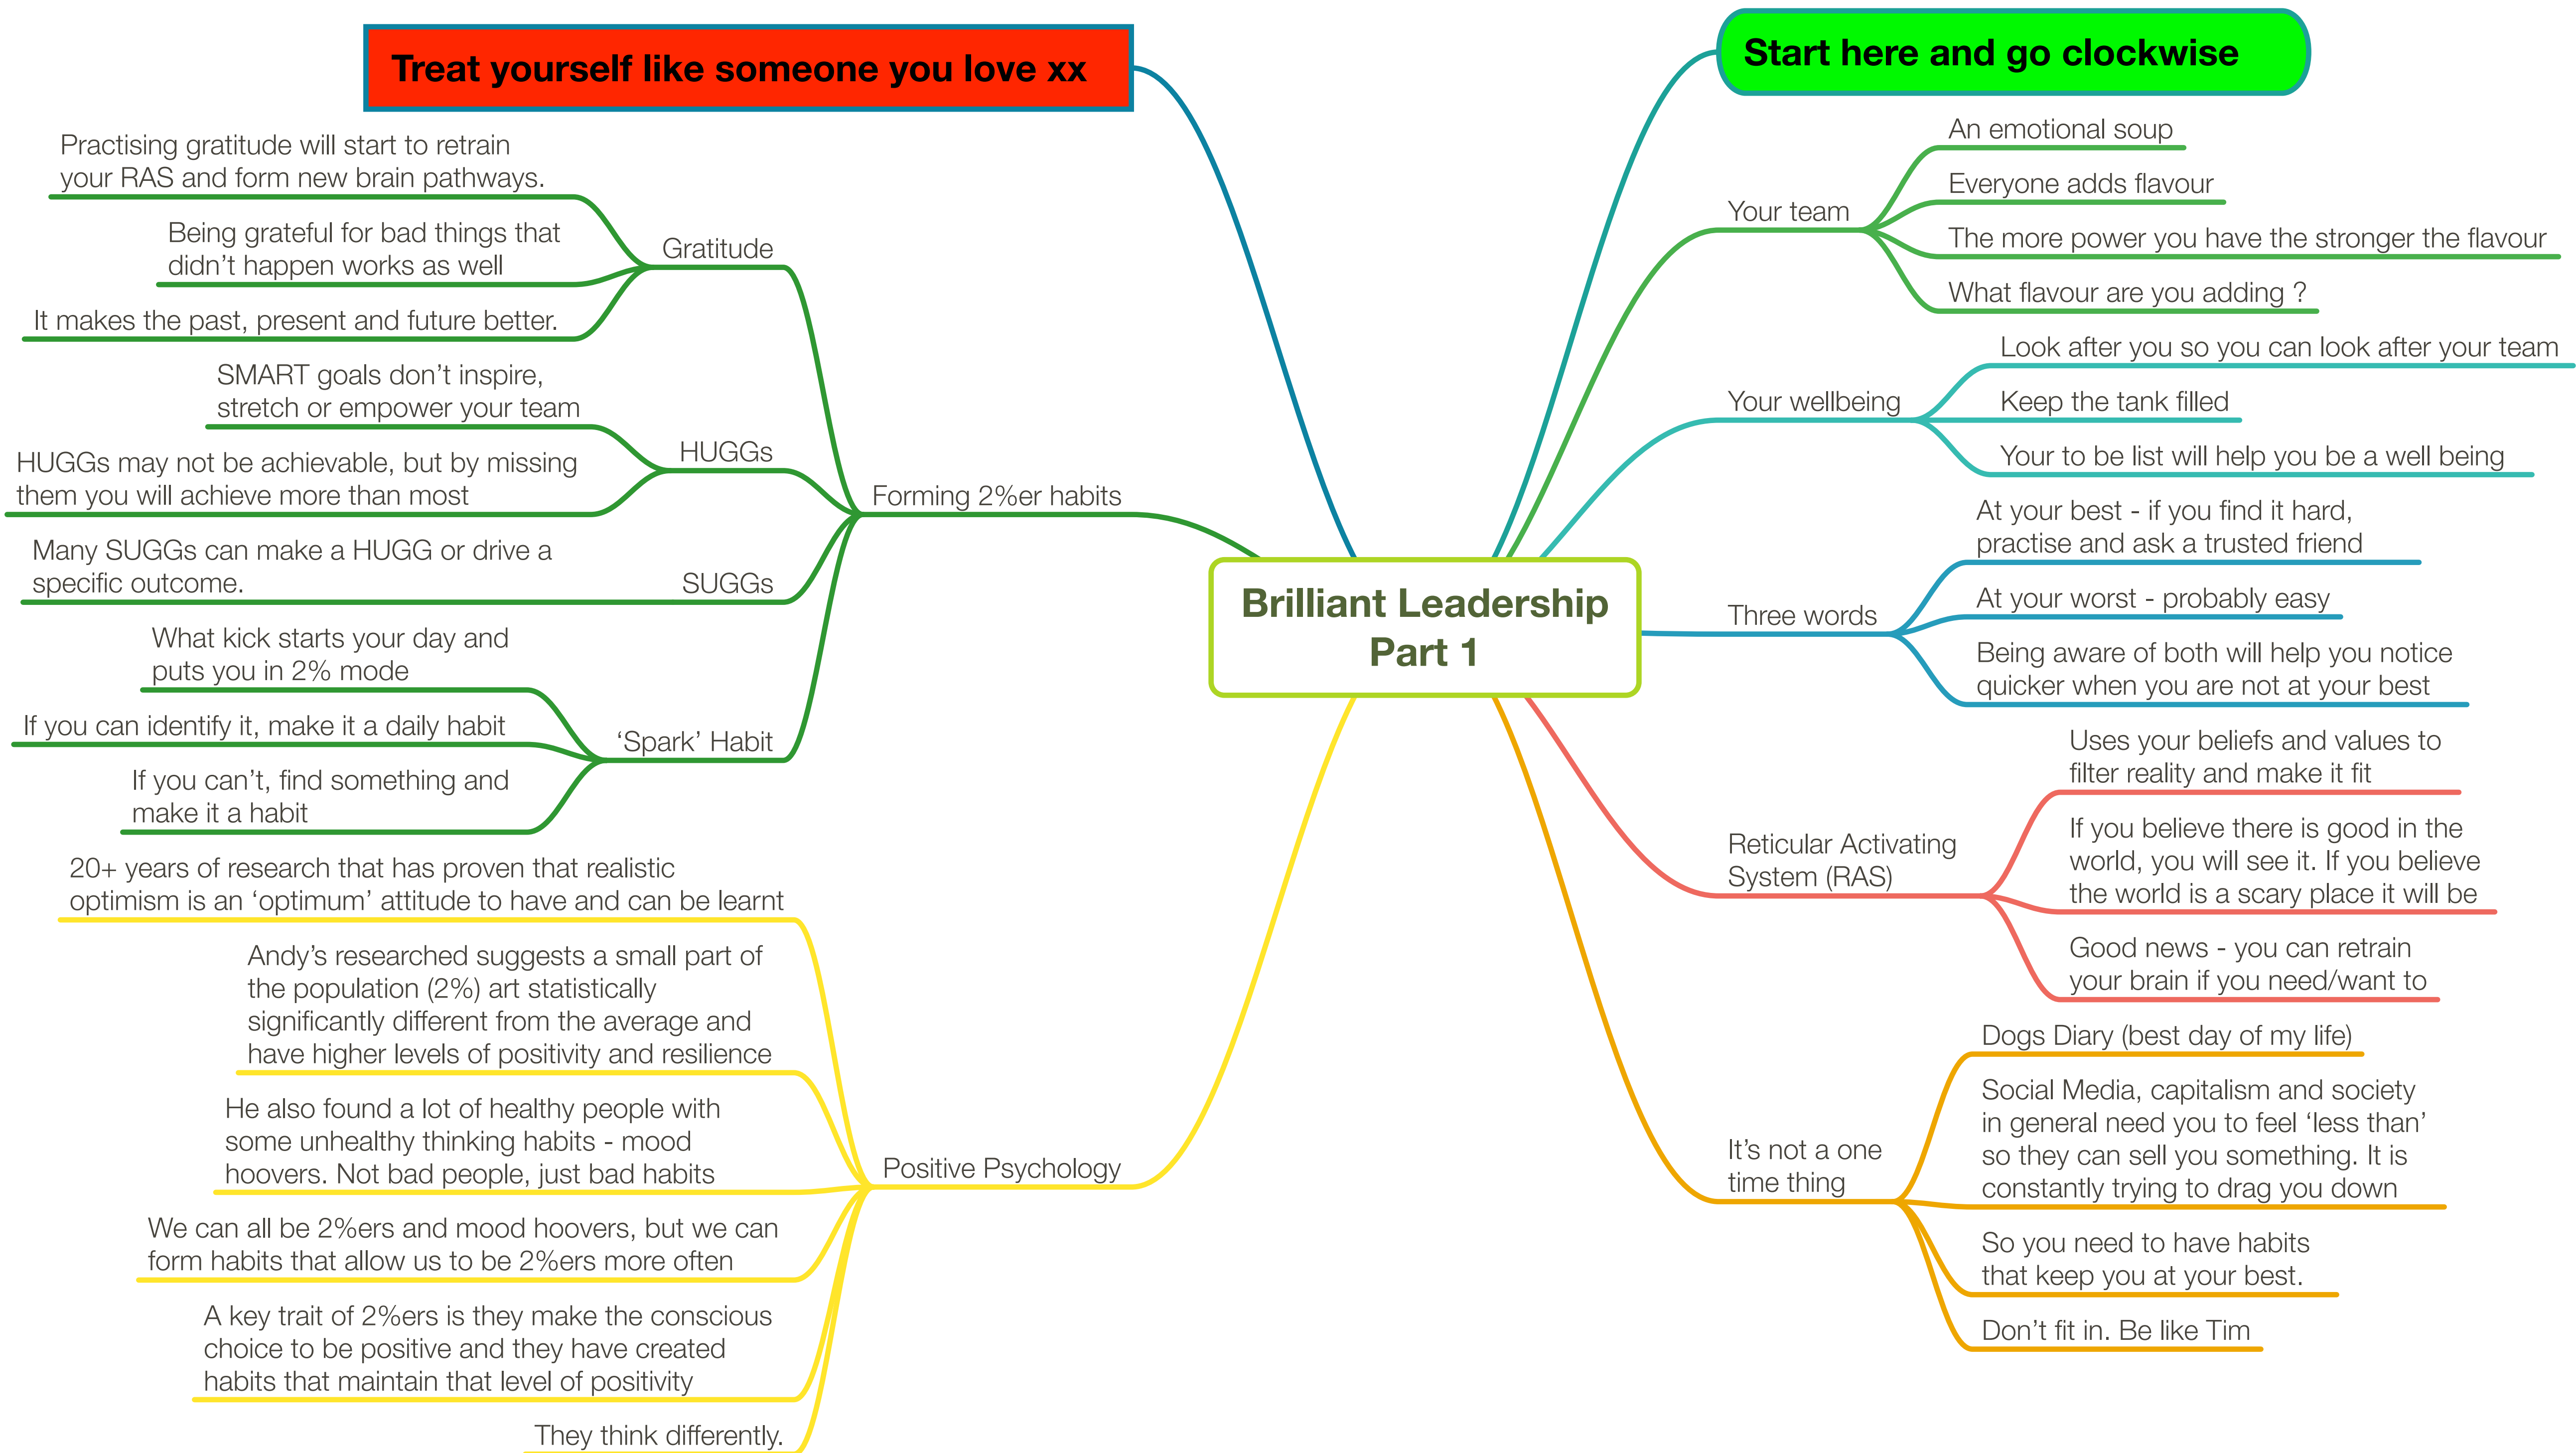 Brilliant Leadership
Part 1
Start here and go clockwise
Your team
An emotional soup
Everyone adds flavour
The more power you have the stronger the flavour
What flavour are you adding ?
Your wellbeing
Look after you so you can look after your team
Keep the tank filled
Your to be list will help you be a well being
Three words
At your best - if you find it hard,
practise and ask a trusted friend
At your worst - probably easy
Being aware of both will help you notice
quicker when you are not at your best
Reticular Activating
System (RAS)
Uses your beliefs and values to
filter reality and make it fit
If you believe there is good in the
world, you will see it. If you believe
the world is a scary place it will be
Good news - you can retrain
your brain if you need/want to
It’s not a one
time thing
Dogs Diary (best day of my life)
Social Media, capitalism and society
in general need you to feel ‘less than’
so they can sell you something. It is
constantly trying to drag you down
So you need to have habits
that keep you at your best.
Don’t fit in. Be like Tim
Positive Psychology
20+ years of research that has proven that realistic
optimism is an ‘optimum’ attitude to have and can be learnt
Andy’s researched suggests a small part of
the population (2%) art statistically
significantly different from the average and
have higher levels of positivity and resilience
He also found a lot of healthy people with
some unhealthy thinking habits - mood
hoovers. Not bad people, just bad habits
We can all be 2%ers and mood hoovers, but we can
form habits that allow us to be 2%ers more often
A key trait of 2%ers is they make the conscious
choice to be positive and they have created
habits that maintain that level of positivity
They think differently.
Forming 2%er habits
Gratitude
Practising gratitude will start to retrain
your RAS and form new brain pathways.
Being grateful for bad things that
didn’t happen works as well
It makes the past, present and future better.
HUGGs
SMART goals don’t inspire,
stretch or empower your team
HUGGs may not be achievable, but by missing
them you will achieve more than most
SUGGs
Many SUGGs can make a HUGG or drive a
specific outcome.
‘Spark’ Habit
What kick starts your day and
puts you in 2% mode
If you can identify it, make it a daily habit
If you can’t, find something and
make it a habit
Treat yourself like someone you love xx